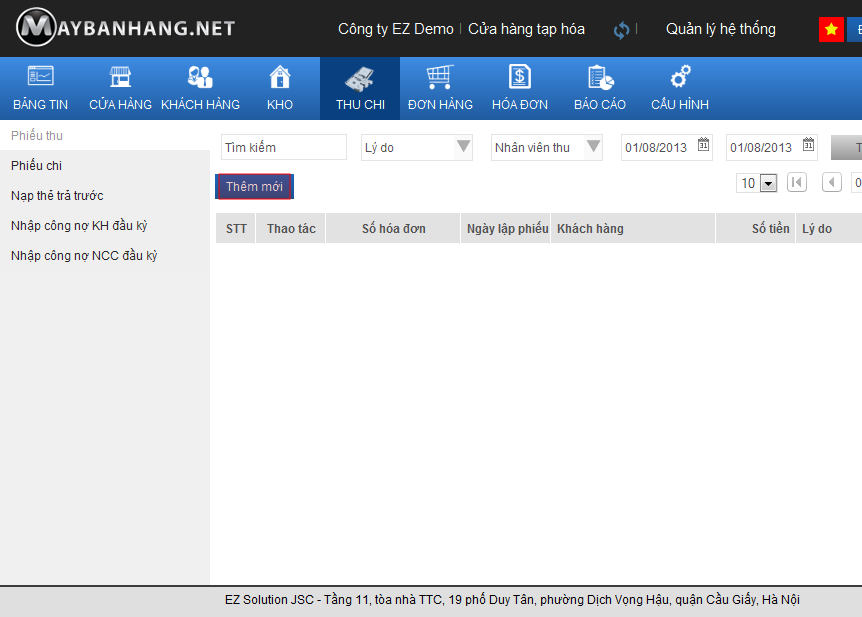 MAYBANHANG.NET
Công ty EZ Demo | Cửa hàng tạp hóa | Quản lý hệ thống
BẢNG TIN CỬA HÀNG KHÁCH HÀNG KHO THU CHI ĐƠN HÀNG HÓA ĐƠN BÁO CÁO CẤU HÌNH
Phiếu thu
Phiếu chi
Nạp thẻ trả trước
Nhập công nợ KH đầu kỳ
Nhập công nợ NCC đầu kỳ
Tìm kiếm Lý do Nhân viên thu 01/08/2013 01/08/2013
Thêm mới 10
STT Thao tác Số hóa đơn Ngày lập phiếu Khách hàng Số tiền Lý do
EZ Solution JSC - Tầng 11, tòa nhà TTC, 19 phố Duy Tân, phường Dịch Vọng Hậu, quận Cầu Giấy, Hà Nội